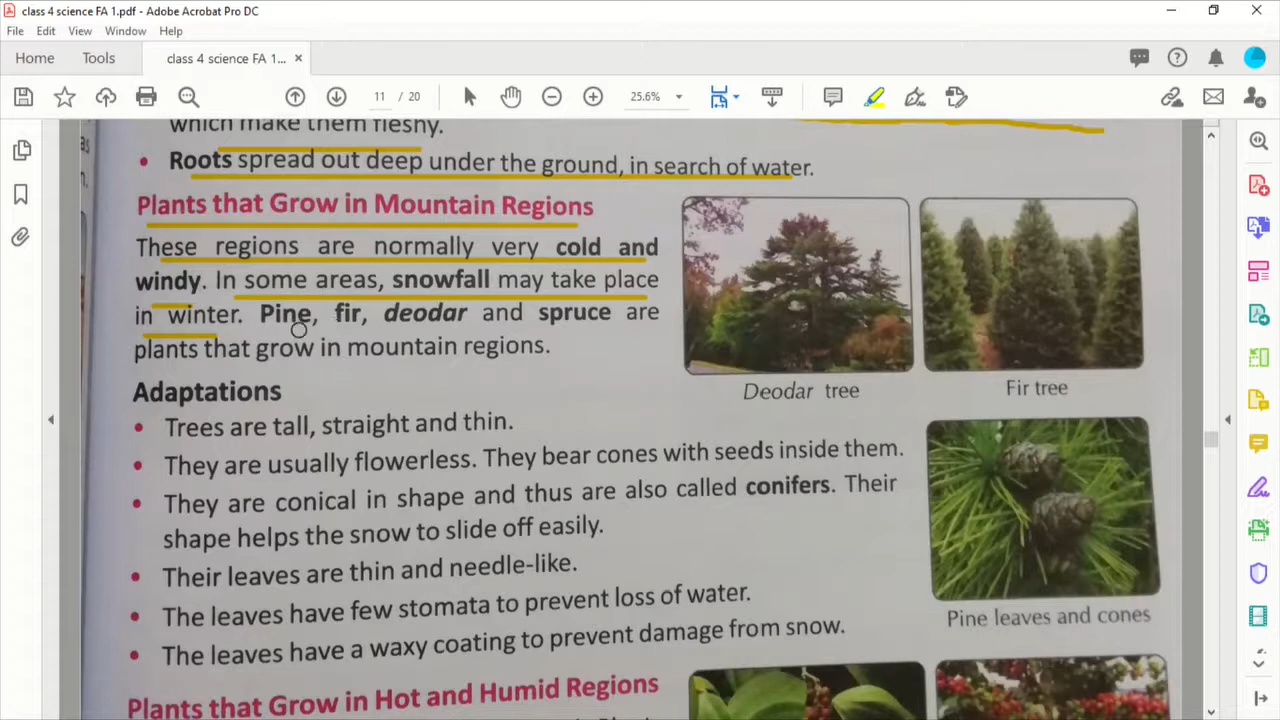 class 4 science FA 1.pdf - Adobe Acrobat Pro DC
File Edit View Window Help
Home Tools class 4 science FA 1...
11 / 20 25.6%
which make them fleshy.
• Roots spread out deep under the ground, in search of water.
Plants that Grow in Mountain Regions
These regions are normally very cold and
windy. In some areas, snowfall may take place
in winter. Pine, fir, deodar and spruce are
plants that grow in mountain regions.
Deodar tree
Fir tree
Adaptations
• Trees are tall, straight and thin.
• They are usually flowerless. They bear cones with seeds inside them.
• They are conical in shape and thus are also called conifers. Their
shape helps the snow to slide off easily.
• Their leaves are thin and needle-like.
• The leaves have few stomata to prevent loss of water.
• The leaves have a waxy coating to prevent damage from snow.
Pine leaves and cones
Plants that Grow in Hot and Humid Regions